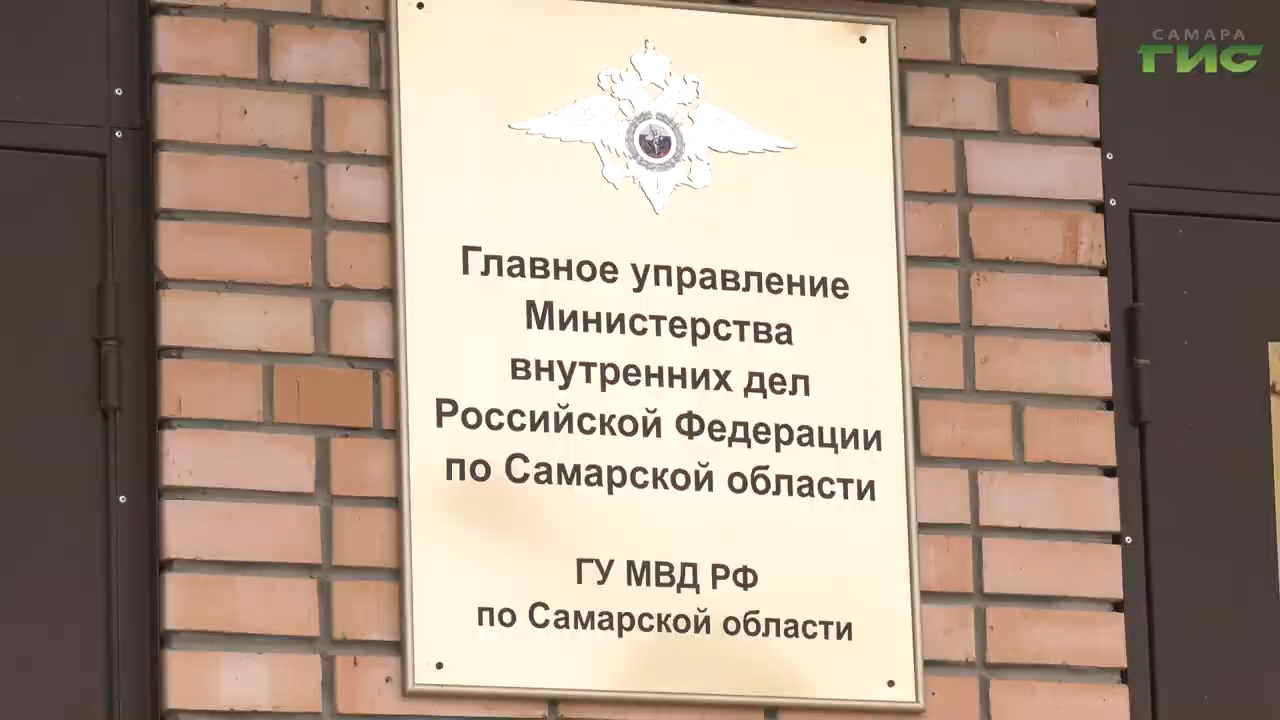 САМАРА
ГИС
Главное управление
Министерства
внутренних дел
Российской Федерации
по Самарской области
ГУ МВД РФ
по Самарской области